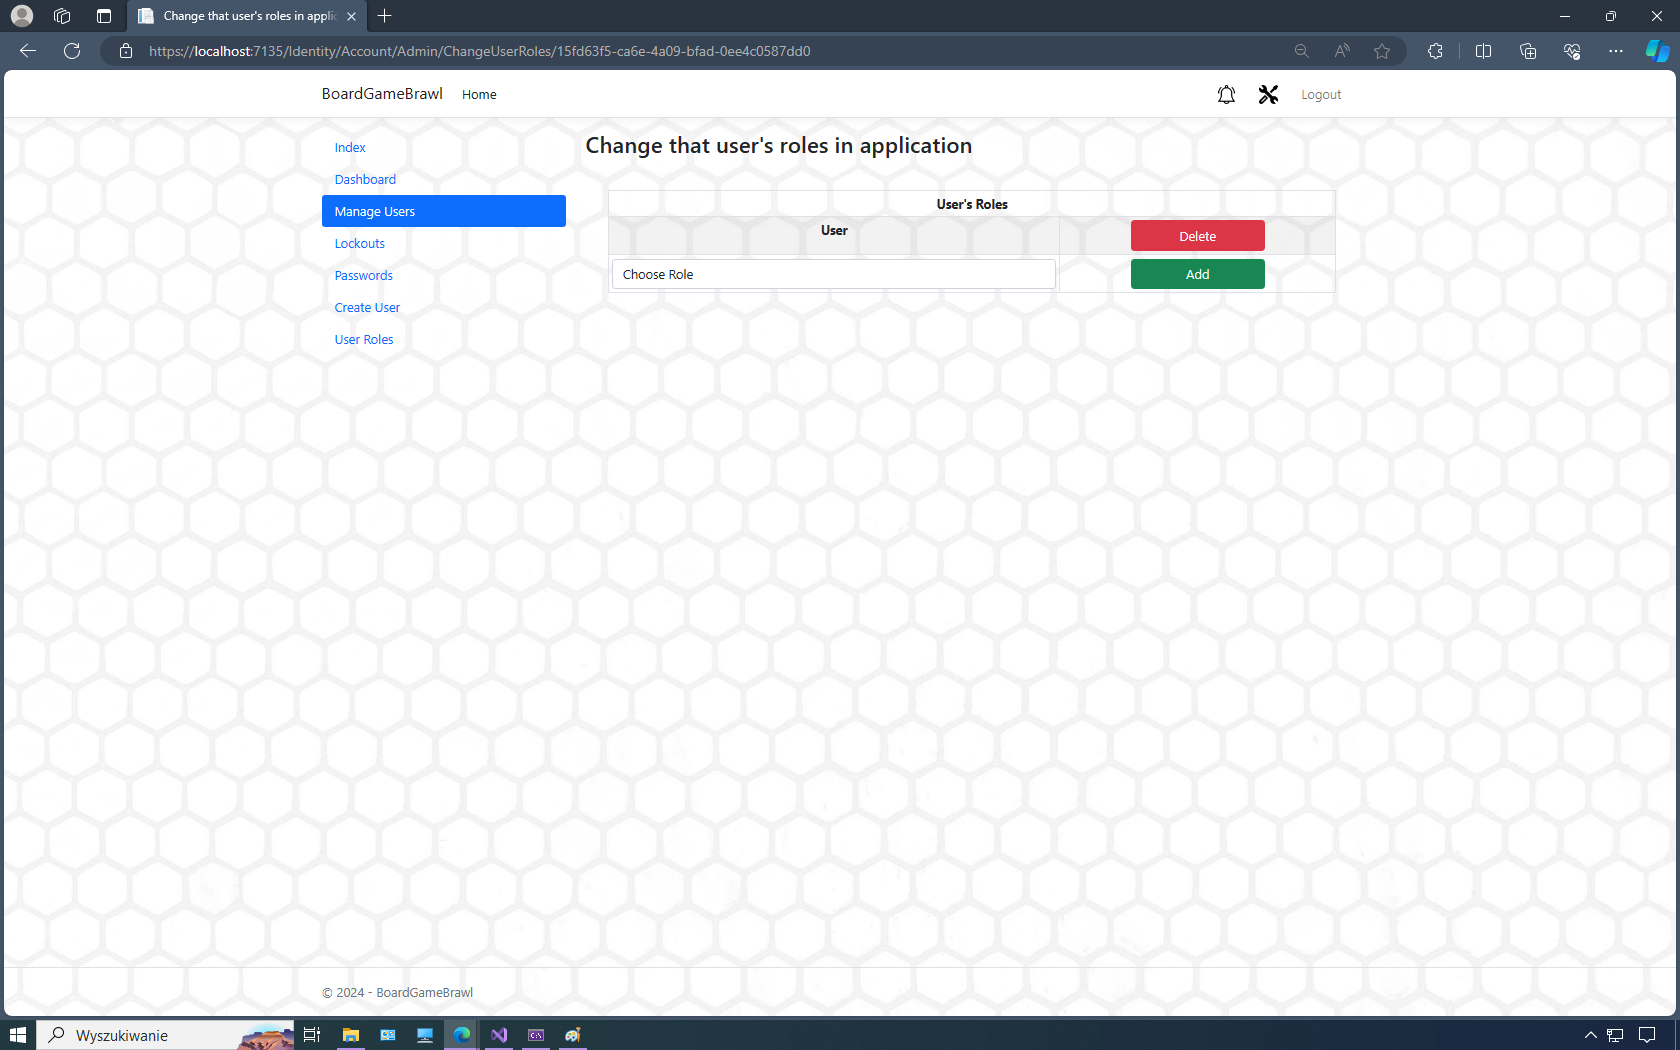 Change that user's roles in applic
https://localhost:7135/Identity/Account/Admin/ChangeUserRoles/15fd63f5-ca6e-4a09-bfad-0ee4c0587dd0
BoardGameBrawl Home Logout
Index
Dashboard
Manage Users
Lockouts
Passwords
Create User
User Roles
Change that user's roles in application
User's Roles
User Delete
Choose Role Add
© 2024 - BoardGameBrawl
Wyszukiwanie